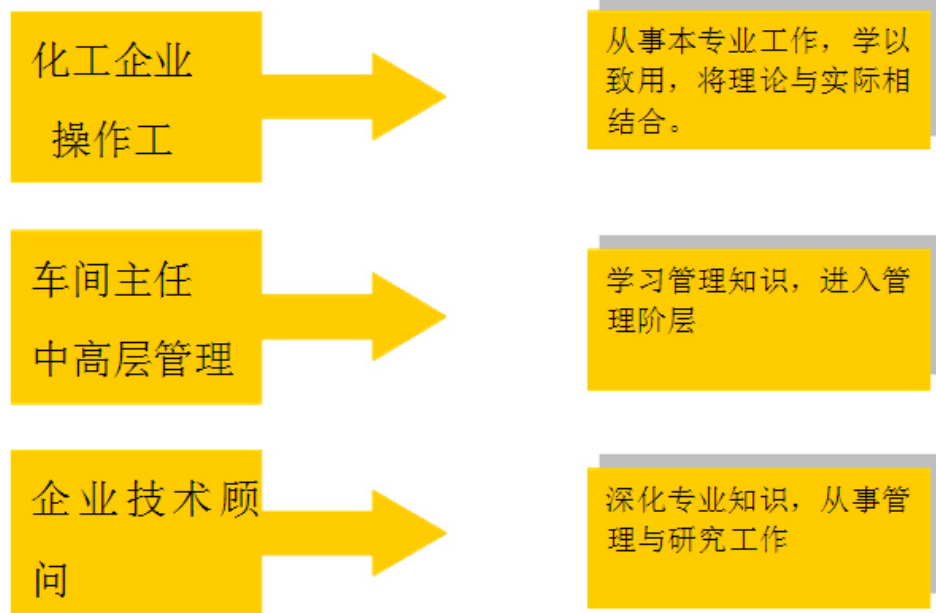 化工企业
操作工
从事本专业工作，学以
致用，将理论与实际相
结合。
车间主任
中高层管理
学习管理知识，进入管
理阶层
企业技术顾
问
深化专业知识，从事管
理与研究工作